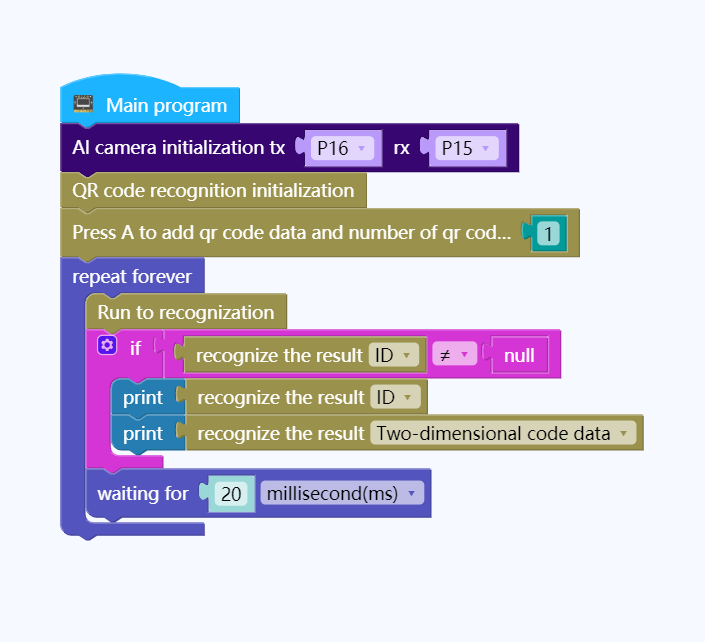 Main program
AI camera initialization tx P16 rx P15
QR code recognition initialization
Press A to add qr code data and number of qr cod... 1
repeat forever
Run to recognization
if recognize the result ID ≠ null
print recognize the result ID
print recognize the result Two-dimensional code data
waiting for 20 millisecond(ms)